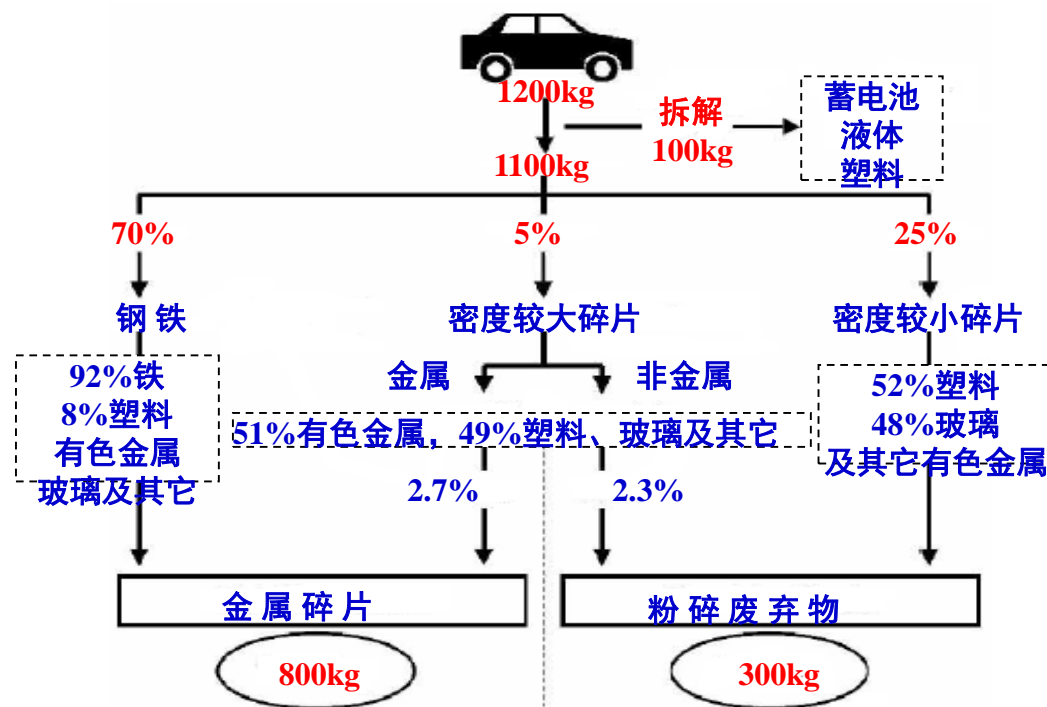 1200kg
拆解
100kg
蓄电池
液体
塑料
1100kg
70%
5%
25%
钢 铁
密度较大碎片
密度较小碎片
金属
非金属
92%铁
8%塑料
有色金属
玻璃及其它
51%有色金属，49%塑料、玻璃及其它
52%塑料
48%玻璃
及其它有色金属
2.7%
2.3%
金 属 碎 片
粉 碎 废 弃 物
800kg
300kg